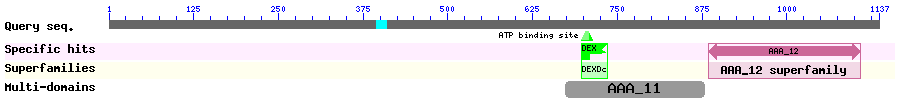 1 125 250 375 500 625 750 875 1000 1137
Query seq.
ATP binding site
Specific hits DEX AAA_12
Superfamilies DEXDc AAA_12 superfamily
Multi-domains AAA_11